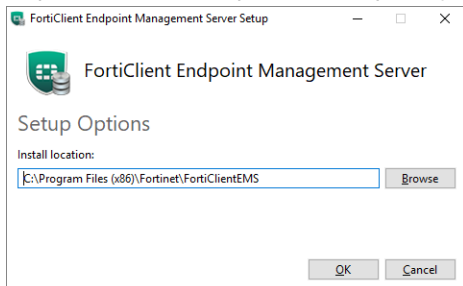 FortiClient Endpoint Management Server Setup
FortiClient Endpoint Management Server
Setup Options
Install location:
C:\Program Files (x86)\Fortinet\FortiClientEMS
Browse
OK
Cancel